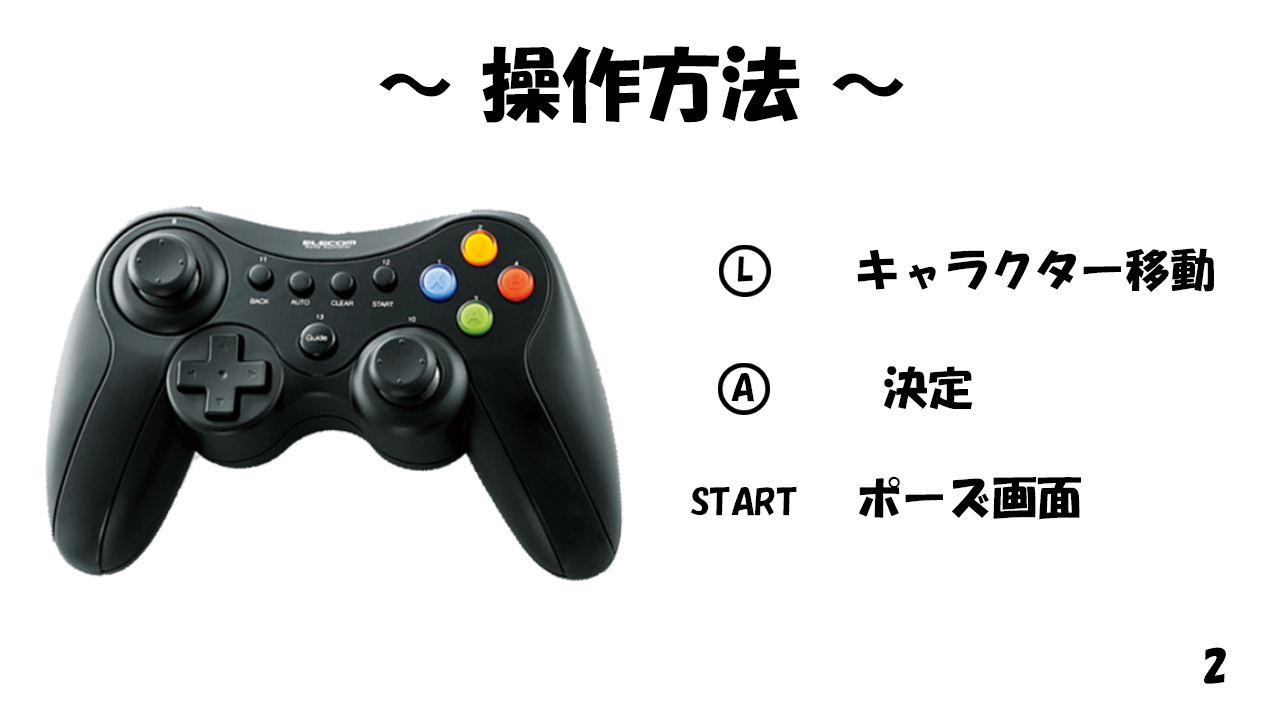 ～ 操作方法 ～
ELECOM
11
12
BACK
AUTO
CLEAR
START
13
Guide
10
2
1
X
4
B
3
A
L キャラクター移動
A 決定
START ポーズ画面
2